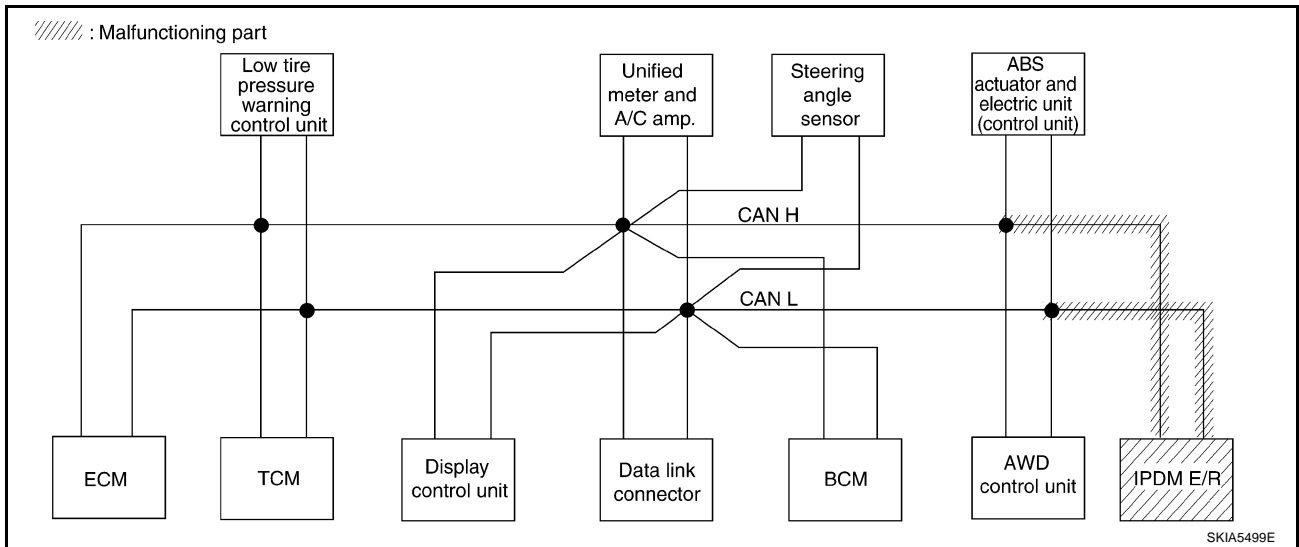 : Malfunctioning part
Low tire
pressure
warning
control unit
Unified
meter and
A/C amp.
Steering
angle
sensor
ABS
actuator and
electric unit
(control unit)
CAN H
CAN L
ECM
TCM
Display
control unit
Data link
connector
BCM
AWD
control unit
IPDM E/R
SKIA5499E